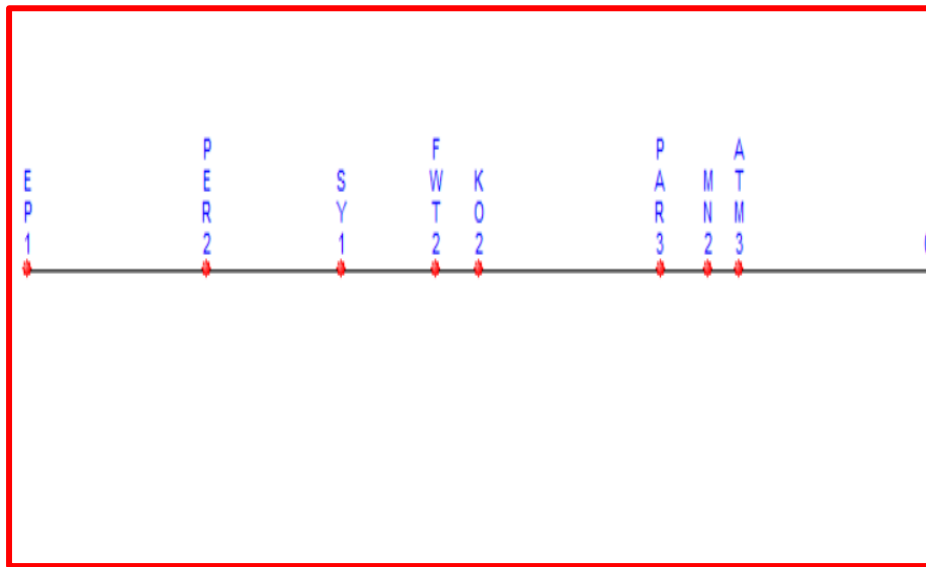 EP1
PER2
SY1
FWT2
KO2
PAR3
MN2
ATM3